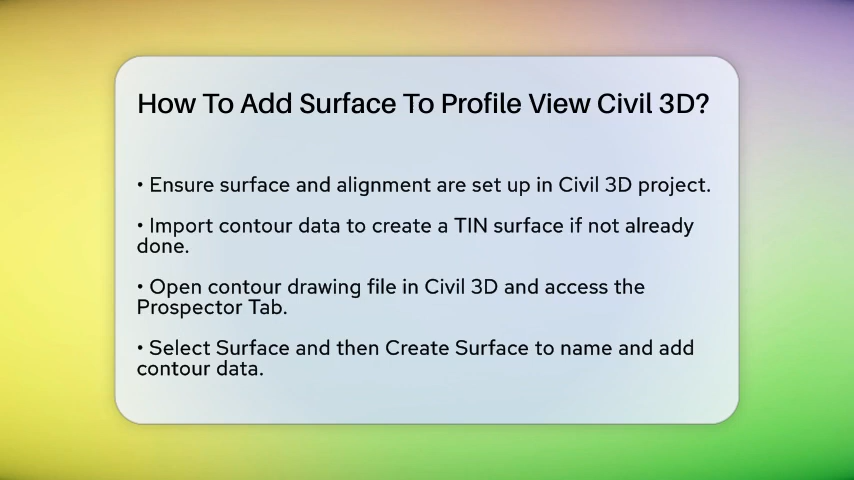 How To Add Surface To Profile View Civil 3D?
• Ensure surface and alignment are set up in Civil 3D project.
• Import contour data to create a TIN surface if not already
done.
• Open contour drawing file in Civil 3D and access the
Prospector Tab.
• Select Surface and then Create Surface to name and add
contour data.